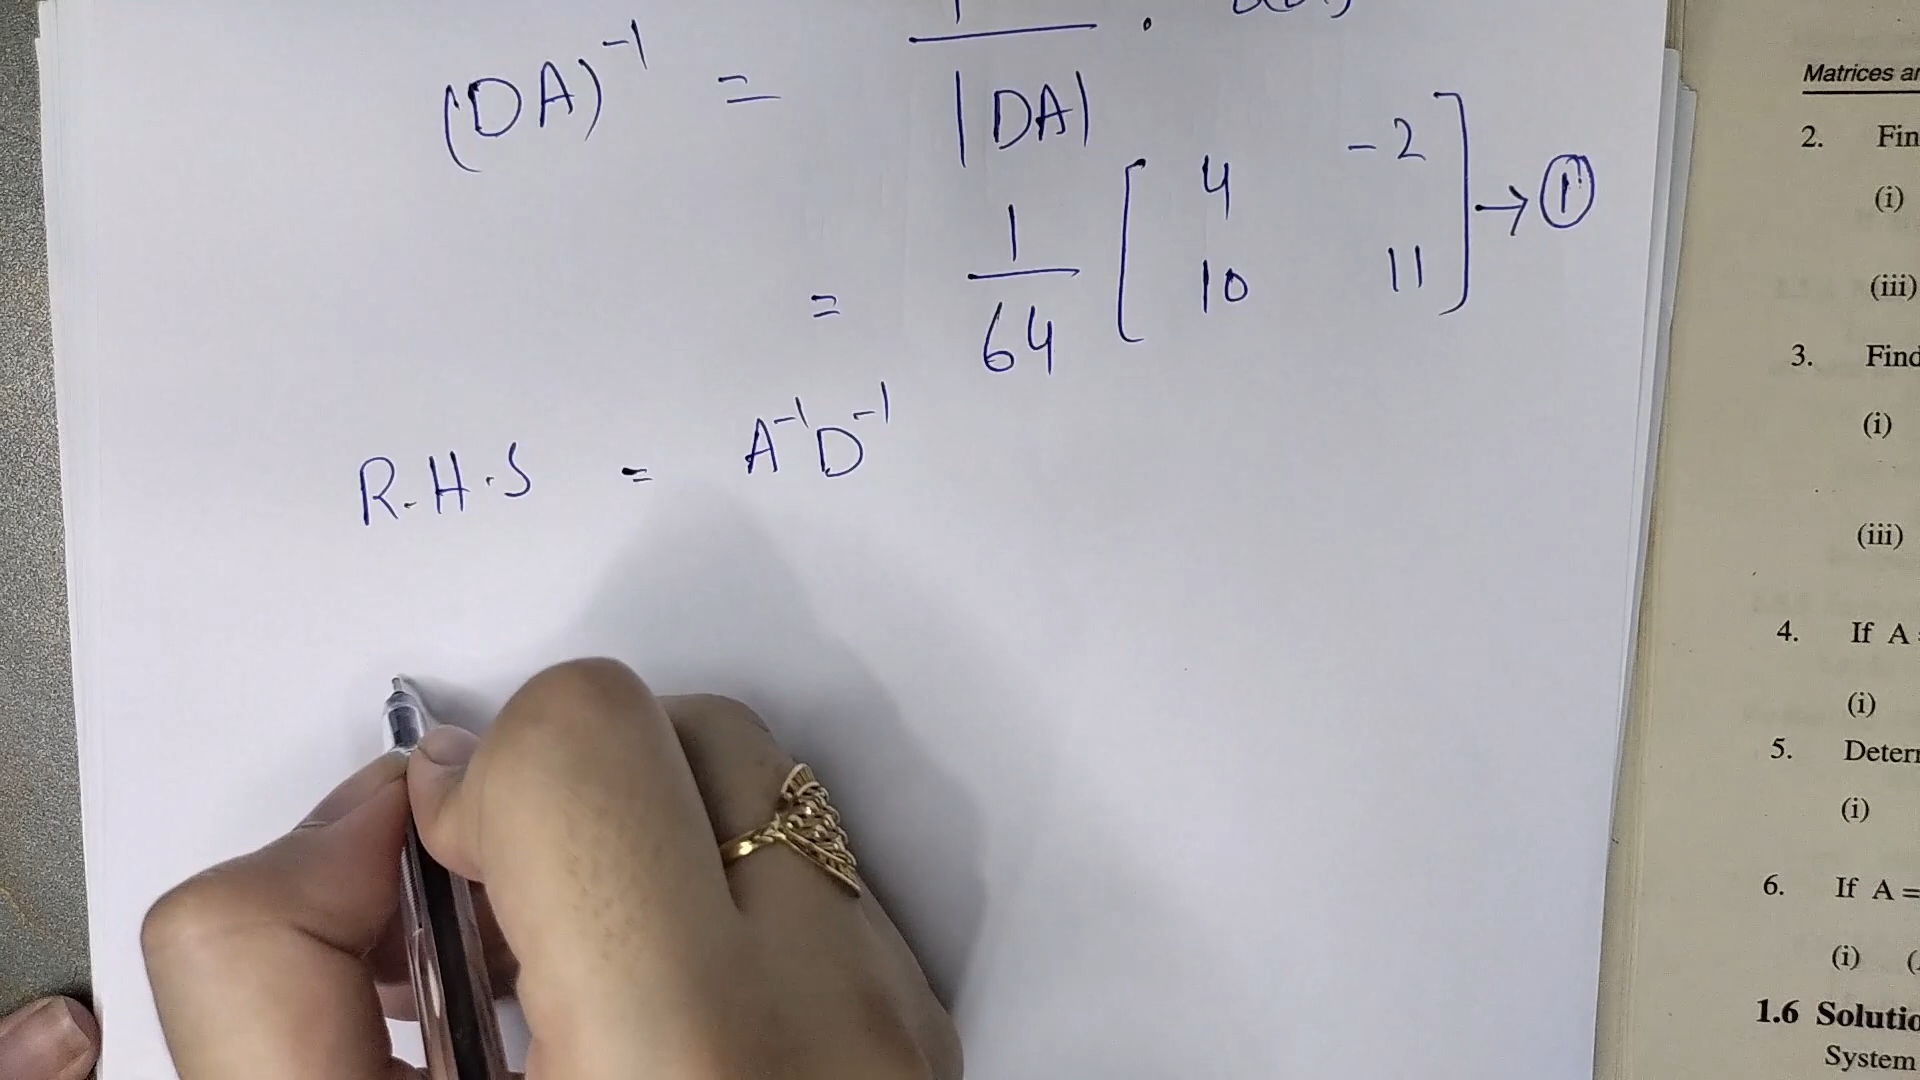 (DA)⁻¹ = 1/|DA| ·
= 1/64 [4 -2; 10 11] → ①
R.H.S = A⁻¹D⁻¹
Matrices
2. Fin
(i)
(iii)
3. Find
(i)
(iii)
4. If A =
(i)
5. Deter
(i)
6. If A =
(i) (
1.6 Solutio
System